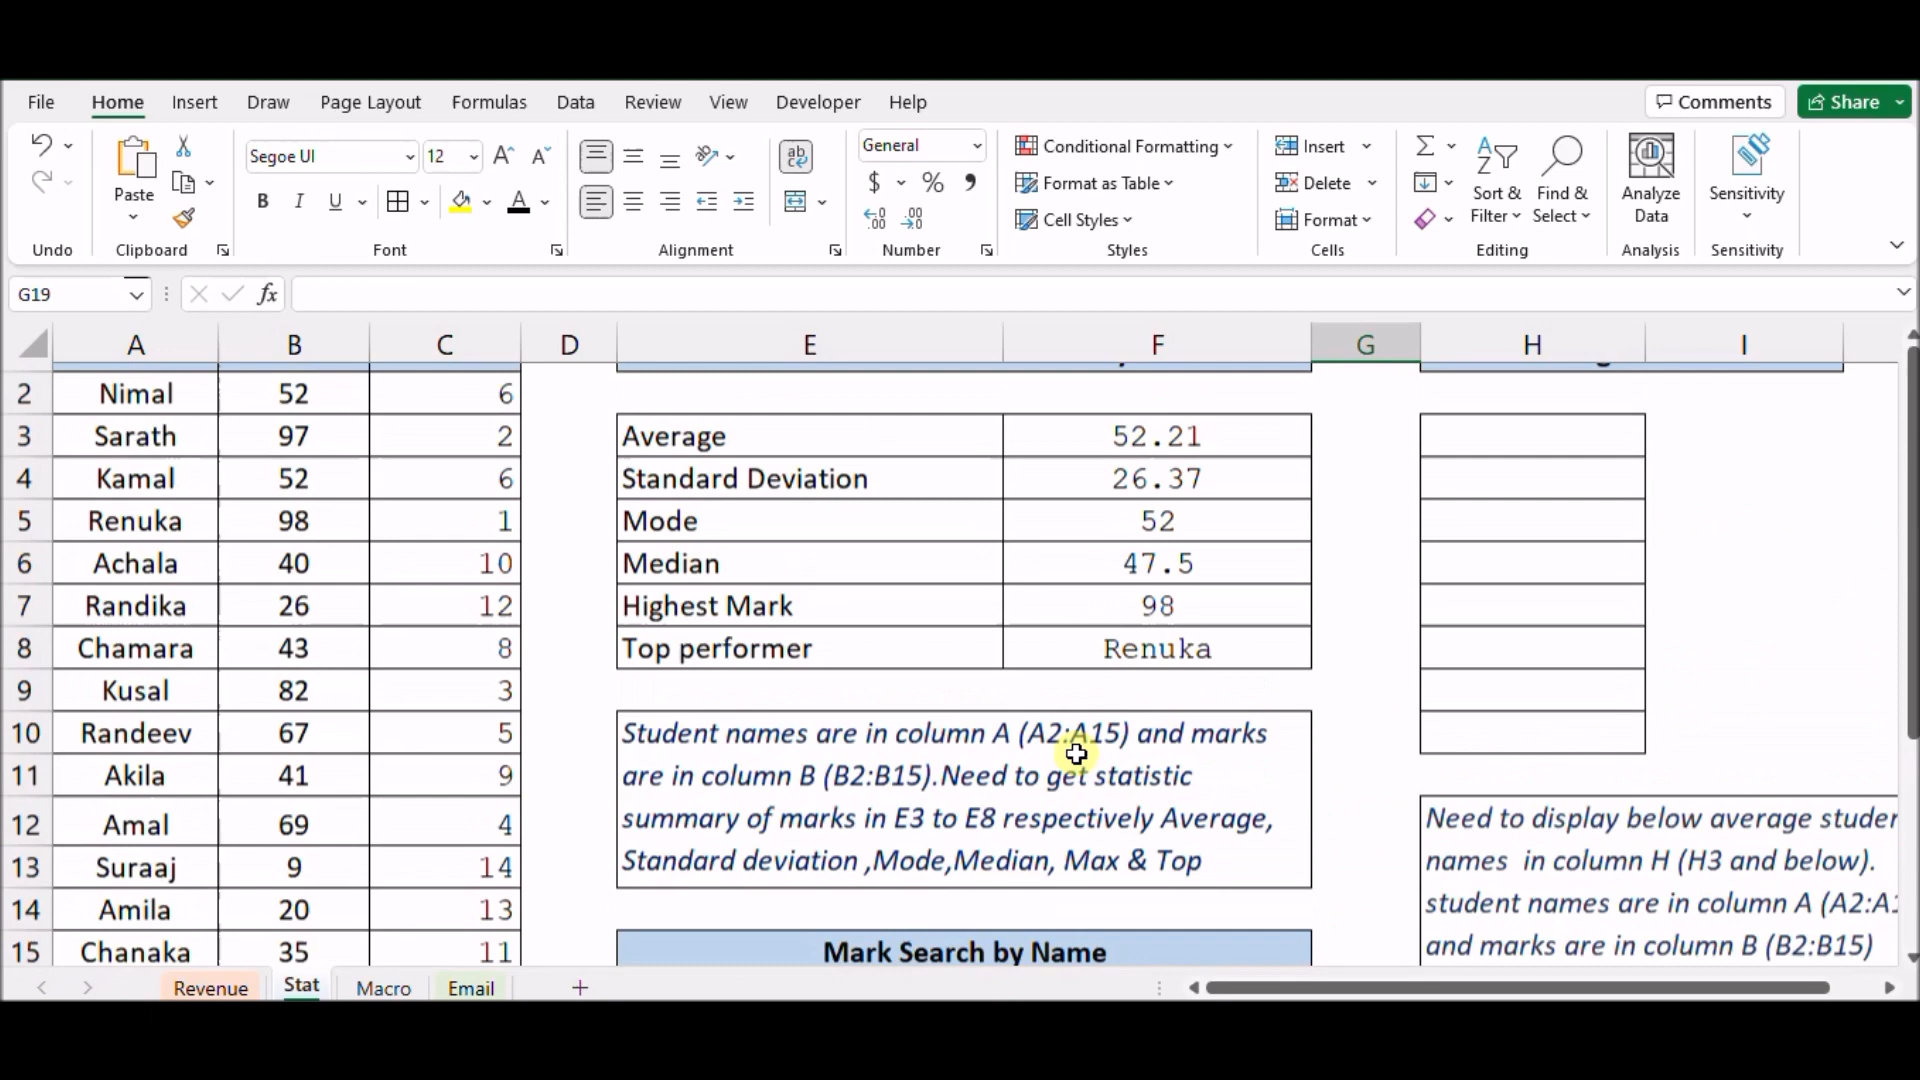 File Home Insert Draw Page Layout Formulas Data Review View Developer Help Comments Share
Paste Segoe UI 12 B I U A General $ % Conditional Formatting Format as Table Cell Styles Insert Delete Format Sort & Filter Find & Select Analyze Data Sensitivity
Undo Clipboard Font Alignment Number Styles Cells Editing Analysis Sensitivity
G19 fx
A B C D E F G H I
2 Nimal 52 6
3 Sarath 97 2 Average 52.21
4 Kamal 52 6 Standard Deviation 26.37
5 Renuka 98 1 Mode 52
6 Achala 40 10 Median 47.5
7 Randika 26 12 Highest Mark 98
8 Chamara 43 8 Top performer Renuka
9 Kusal 82 3
10 Randeev 67 5
11 Akila 41 9
12 Amal 69 4
13 Suraaj 9 14
14 Amila 20 13
15 Chanaka 35 11
Student names are in column A (A2:A15) and marks
are in column B (B2:B15).Need to get statistic
summary of marks in E3 to E8 respectively Average,
Standard deviation ,Mode,Median, Max & Top
Mark Search by Name
Need to display below average studen
names in column H (H3 and below).
student names are in column A (A2:A1
and marks are in column B (B2:B15)
Revenue Stat Macro Email